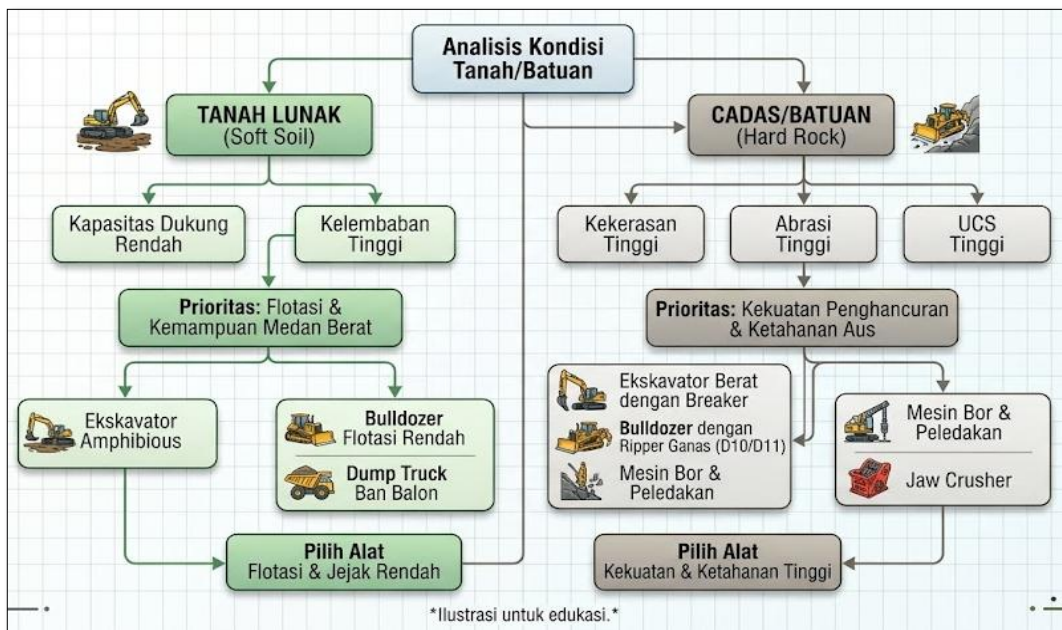 Analisis Kondisi
Tanah/Batuan
TANAH LUNAK
(Soft Soil)
CADAS/BATUAN
(Hard Rock)
Kapasitas Dukung
Rendah
Kelembaban
Tinggi
Kekerasan
Tinggi
Abrasi
Tinggi
UCS
Tinggi
Prioritas: Flotasi &
Kemampuan Medan Berat
Prioritas: Kekuatan Penghancuran
& Ketahanan Aus
Ekskavator
Amphibious
Bulldozer
Flotasi Rendah
Dump Truck
Ban Balon
Ekskavator Berat
dengan Breaker
Bulldozer dengan
Ripper Ganas (D10/D11)
Mesin Bor &
Peledakan
Mesin Bor &
Peledakan
Jaw Crusher
Pilih Alat
Flotasi & Jejak Rendah
Pilih Alat
Kekuatan & Ketahanan Tinggi
*Ilustrasi untuk edukasi.*